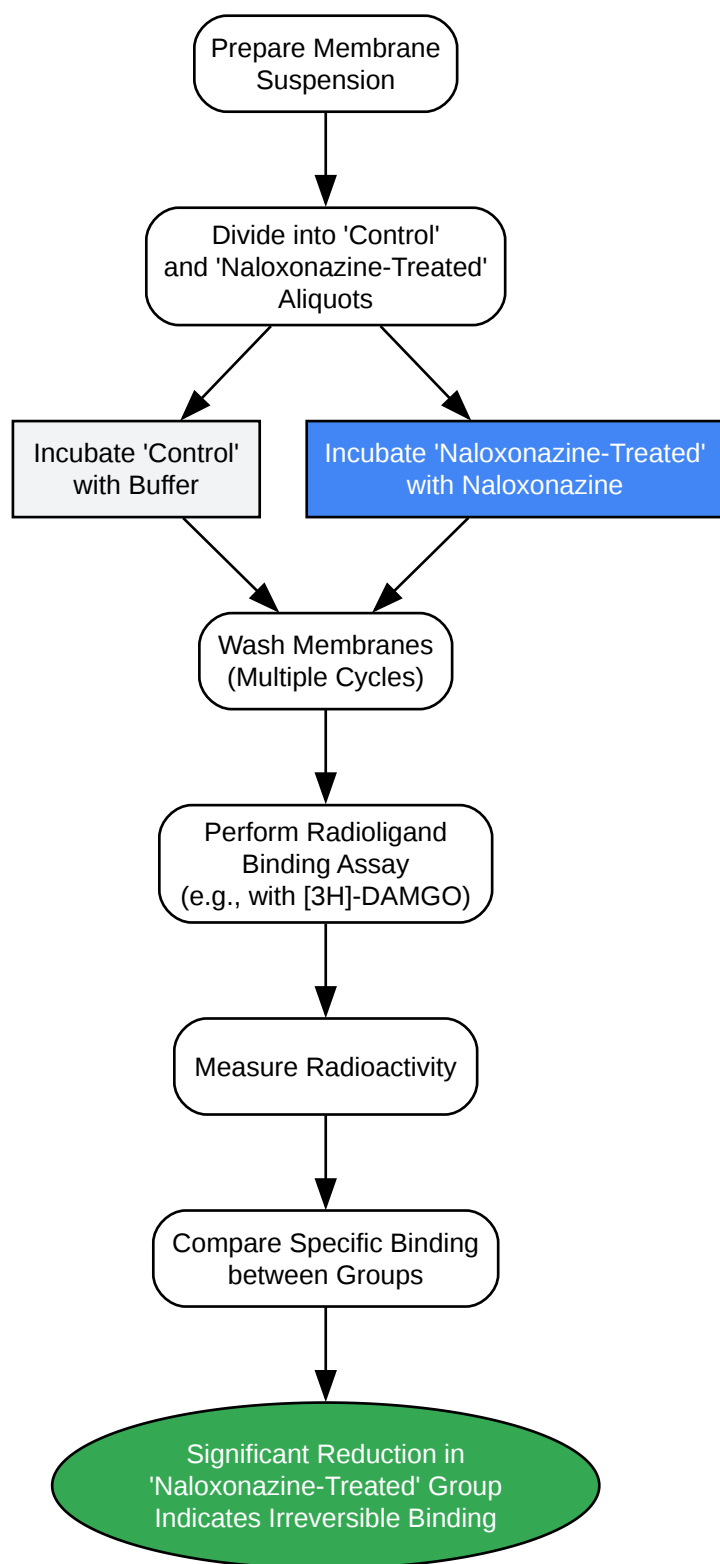 Prepare Membrane
Suspension
Divide into 'Control'
and 'Naloxonazine-Treated'
Aliquots
Incubate 'Control'
with Buffer
Incubate 'Naloxonazine-Treated'
with Naloxonazine
Wash Membranes
(Multiple Cycles)
Perform Radioligand
Binding Assay
(e.g., with [3H]-DAMGO)
Measure Radioactivity
Compare Specific Binding
between Groups
Significant Reduction in
'Naloxonazine-Treated' Group
Indicates Irreversible Binding